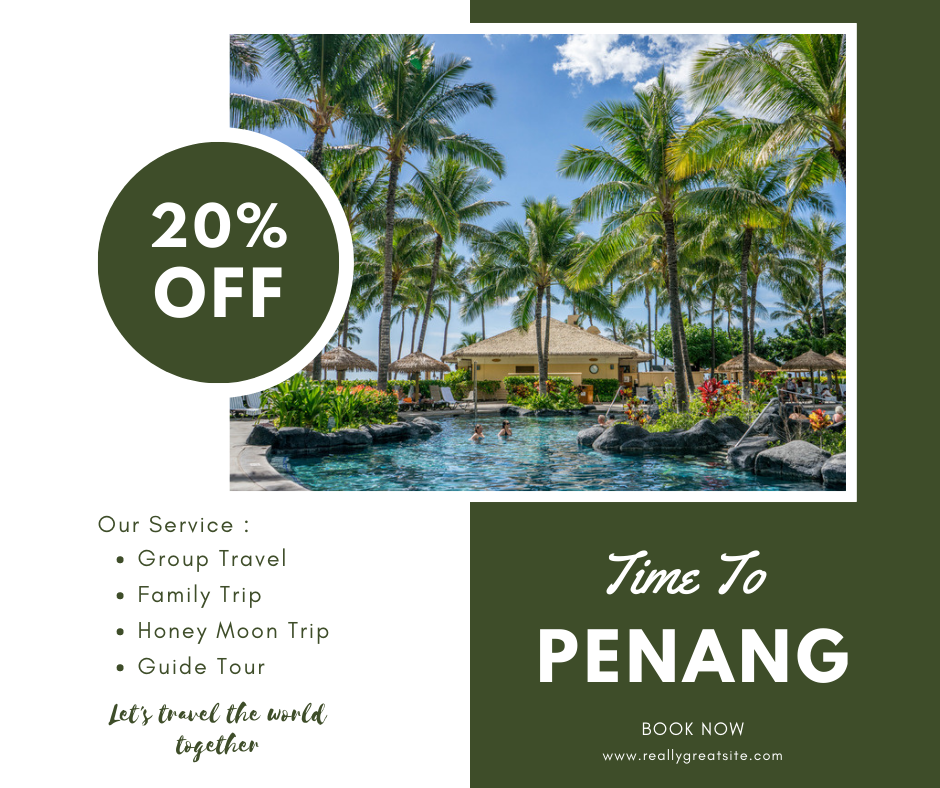 20%
OFF
Our Service :
• Group Travel
• Family Trip
• Honey Moon Trip
• Guide Tour
Let's travel the world
together
Time To
PENANG
BOOK NOW
www.reallygreatsite.com